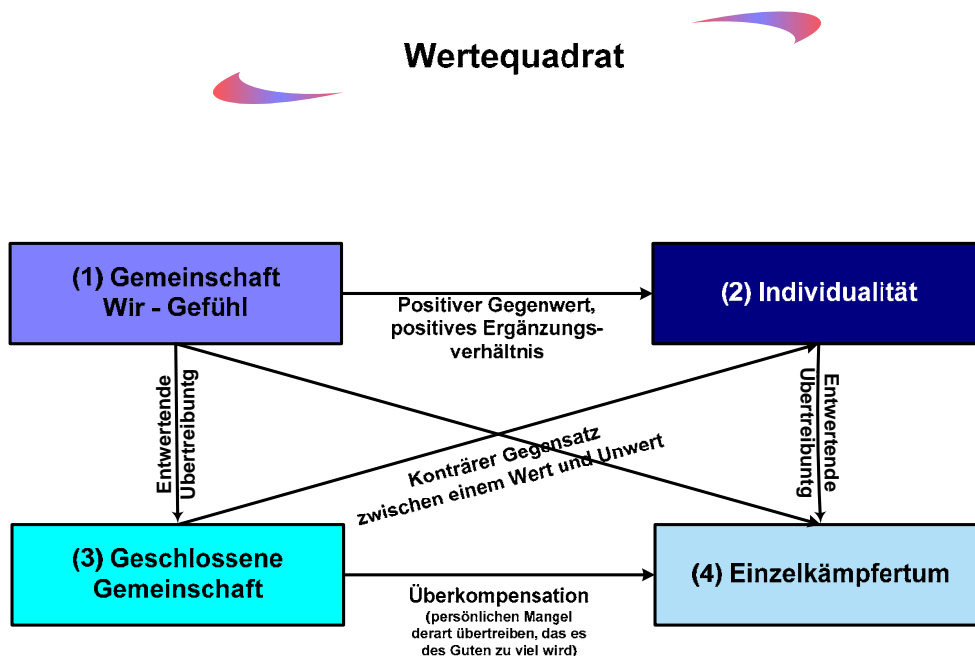 Wertequadrat
(1) Gemeinschaft
Wir - Gefühl
Positiver Gegenwert,
positives Ergänzungs-
verhältnis
(2) Individualität
Entwertende
Übertreibuntg
Konträrer Gegensatz
zwischen einem Wert und Unwert
Entwertende
Übertreibuntg
(3) Geschlossene
Gemeinschaft
Überkompensation
(persönlichen Mangel
derart übertreiben, das es
des Guten zu viel wird)
(4) Einzelkämpfertum